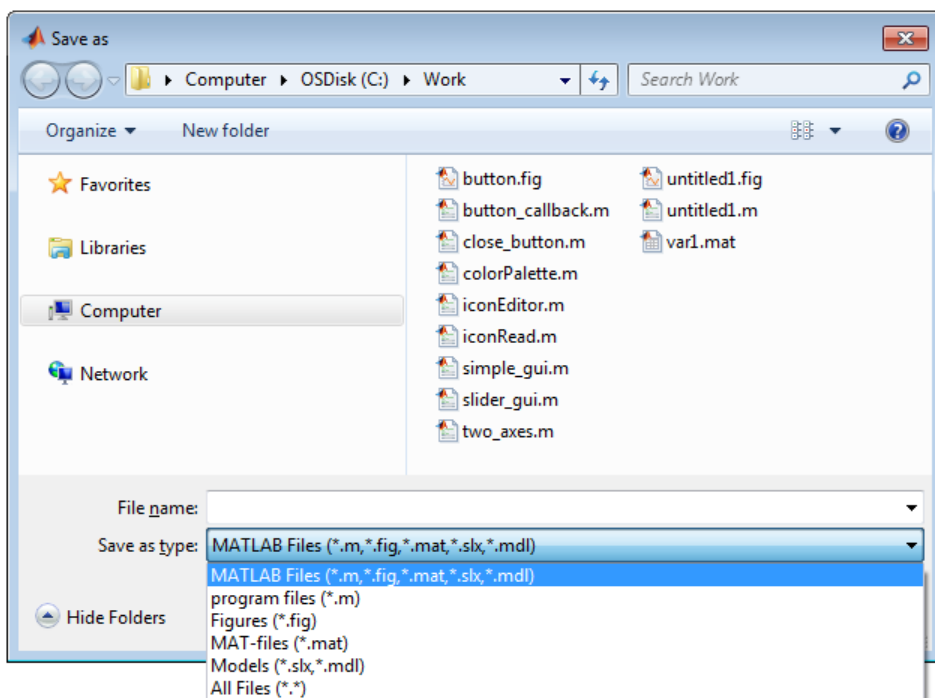 Save as
Computer OSDisk (C:) Work
Search Work
Organize New folder
Favorites
Libraries
Computer
Network
button.fig
button_callback.m
close_button.m
colorPalette.m
iconEditor.m
iconRead.m
simple_gui.m
slider_gui.m
two_axes.m
untitled1.fig
untitled1.m
var1.mat
File name:
Save as type: MATLAB Files (*.m,*.fig,*.mat,*.slx,*.mdl)
MATLAB Files (*.m,*.fig,*.mat,*.slx,*.mdl)
program files (*.m)
Figures (*.fig)
MAT-files (*.mat)
Models (*.slx,*.mdl)
All Files (*.*)
Hide Folders